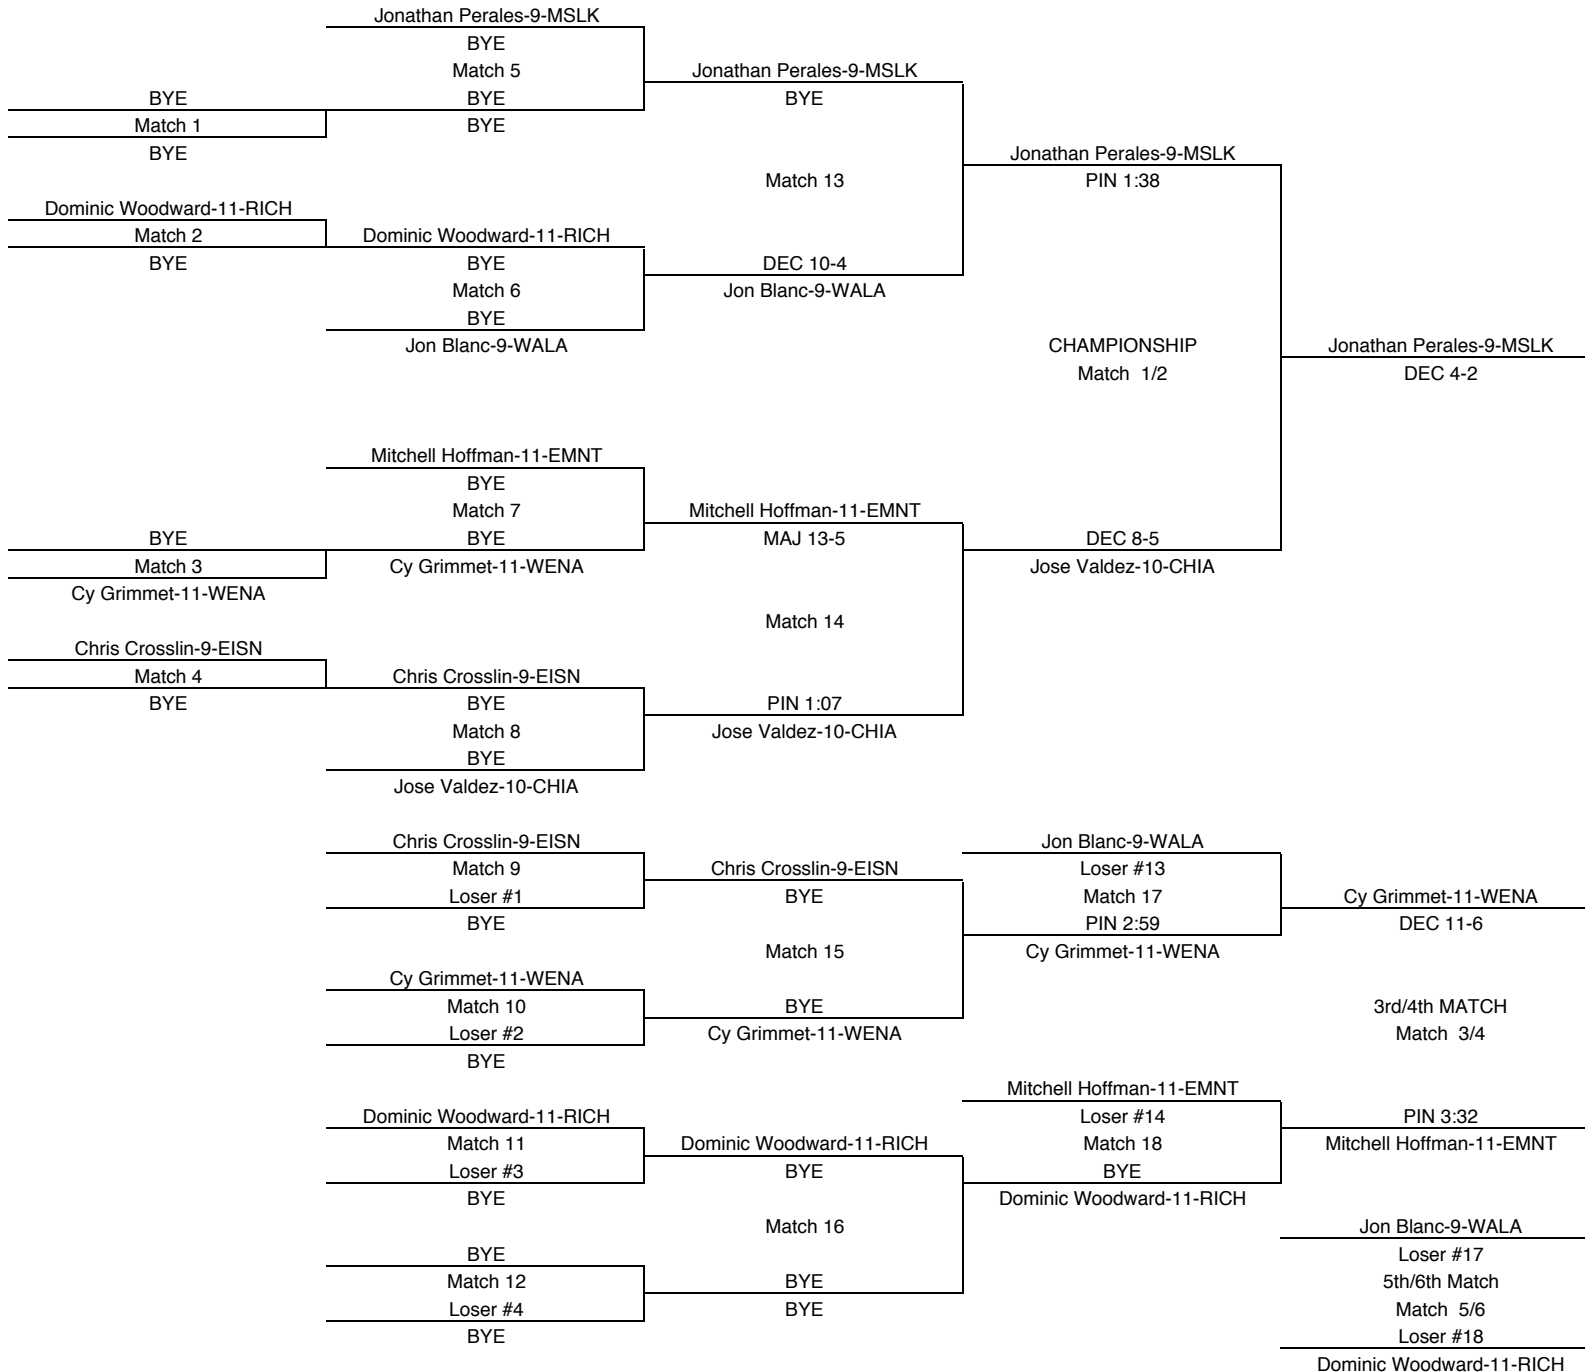 Jonathan Perales-9-MSLK
BYE
Match 5
Jonathan Perales-9-MSLK
BYE
BYE
BYE
Match 1
BYE
BYE
Jonathan Perales-9-MSLK
Match 13
PIN 1:38
Dominic Woodward-11-RICH
Match 2
Dominic Woodward-11-RICH
BYE
BYE
DEC 10-4
Match 6
Jon Blanc-9-WALA
BYE
Jon Blanc-9-WALA
CHAMPIONSHIP
Jonathan Perales-9-MSLK
Match 1/2
DEC 4-2
Mitchell Hoffman-11-EMNT
BYE
Match 7
Mitchell Hoffman-11-EMNT
BYE
BYE
MAJ 13-5
DEC 8-5
Match 3
Cy Grimmet-11-WENA
Jose Valdez-10-CHIA
Cy Grimmet-11-WENA
Match 14
Chris Crosslin-9-EISN
Match 4
Chris Crosslin-9-EISN
BYE
BYE
PIN 1:07
Match 8
Jose Valdez-10-CHIA
BYE
Jose Valdez-10-CHIA
Chris Crosslin-9-EISN
Jon Blanc-9-WALA
Match 9
Chris Crosslin-9-EISN
Loser #13
Loser #1
BYE
Match 17
Cy Grimmet-11-WENA
BYE
PIN 2:59
DEC 11-6
Match 15
Cy Grimmet-11-WENA
Cy Grimmet-11-WENA
Match 10
BYE
3rd/4th MATCH
Loser #2
Cy Grimmet-11-WENA
Match 3/4
BYE
Mitchell Hoffman-11-EMNT
Dominic Woodward-11-RICH
Loser #14
PIN 3:32
Match 11
Dominic Woodward-11-RICH
Match 18
Mitchell Hoffman-11-EMNT
Loser #3
BYE
BYE
BYE
Dominic Woodward-11-RICH
Match 16
Jon Blanc-9-WALA
BYE
Loser #17
Match 12
BYE
5th/6th Match
Loser #4
BYE
Match 5/6
BYE
Loser #18
Dominic Woodward-11-RICH